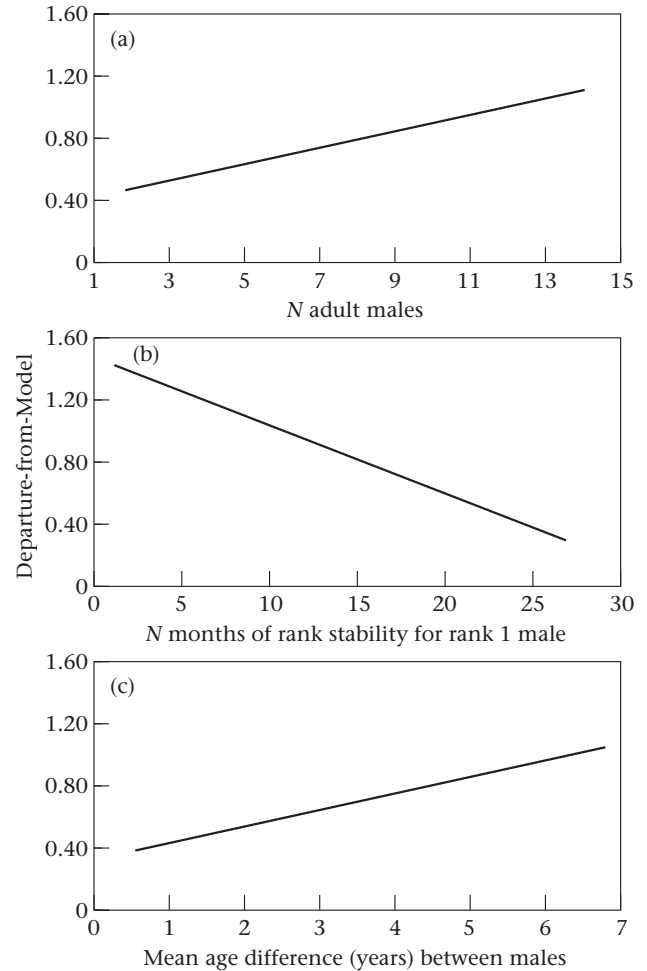 1.60
(a)
1.20
0.80
0.40
0
1 3 5 7 9 11 13 15
N adult males
Departure-from-Model
1.60
(b)
1.20
0.80
0.40
0
0 5 10 15 20 25 30
N months of rank stability for rank 1 male
1.60
(c)
1.20
0.80
0.40
0
0 1 2 3 4 5 6 7
Mean age difference (years) between males